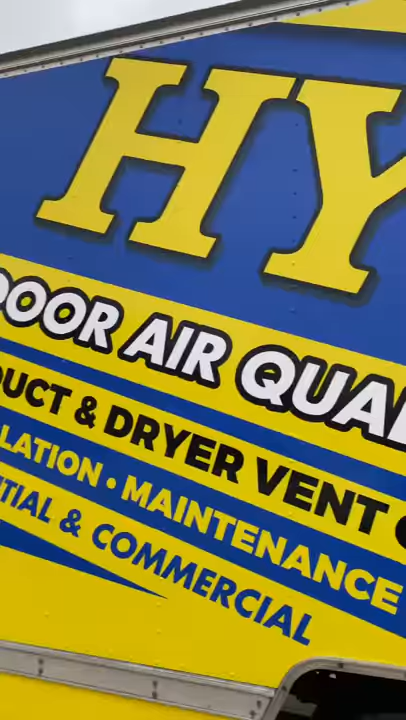 HY
DOOR AIR QUAL
DUCT & DRYER VENT C
LATION • MAINTENANCE
TIAL & COMMERCIAL